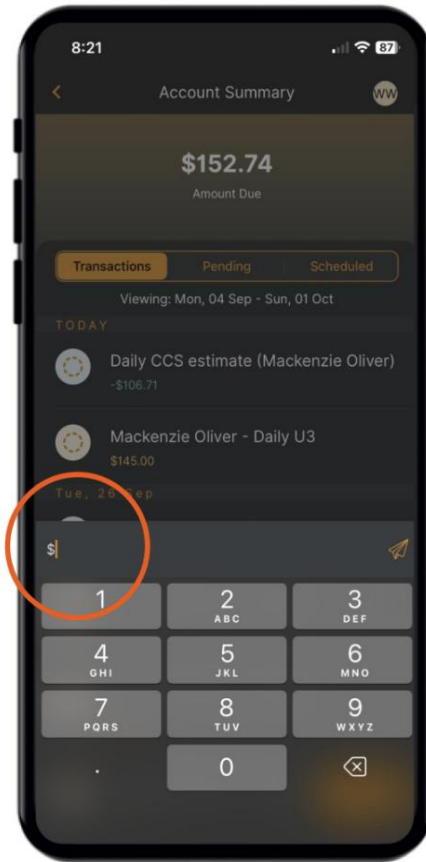 8:21 87
Account Summary WW
$152.74
Amount Due
Transactions Pending Scheduled
Viewing: Mon, 04 Sep - Sun, 01 Oct
TODAY
Daily CCS estimate (Mackenzie Oliver)
-$106.71
Mackenzie Oliver - Daily U3
$145.00
Tue, 26 Sep
$
1 2 3
ABC DEF
4 5 6
GHI JKL MNO
7 8 9
PQRS TUV WXYZ
. 0